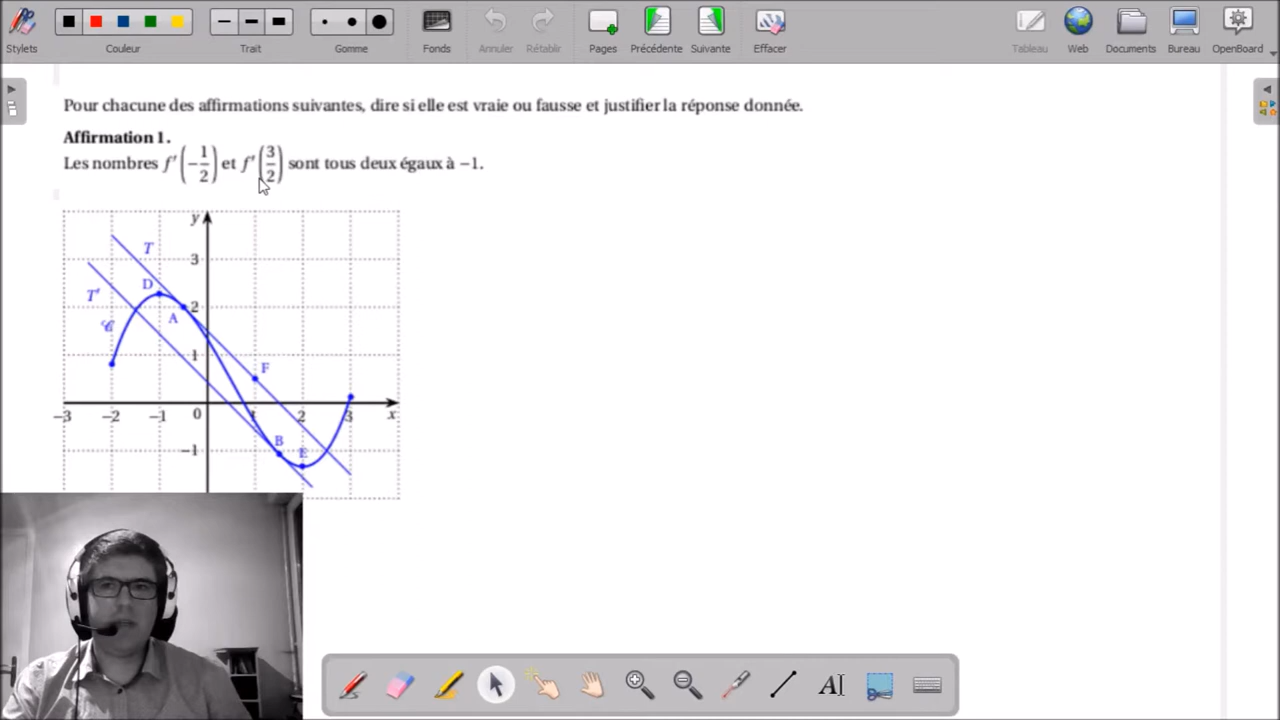 Stylets
Couleur
Trait
Gomme
Fonds
Annuler
Rétablir
Pages
Précédente
Suivante
Effacer
Tableau
Web
Documents
Bureau
OpenBoard
Pour chacune des affirmations suivantes, dire si elle est vraie ou fausse et justifier la réponse donnée.
Affirmation 1.
Les nombres f′(−1/2) et f′(3/2) sont tous deux égaux à −1.
y
T
3
D
T′
2
A
𝒞
1
F
−3 −2 −1 0 1 2 3 x
B
−1
E
AI